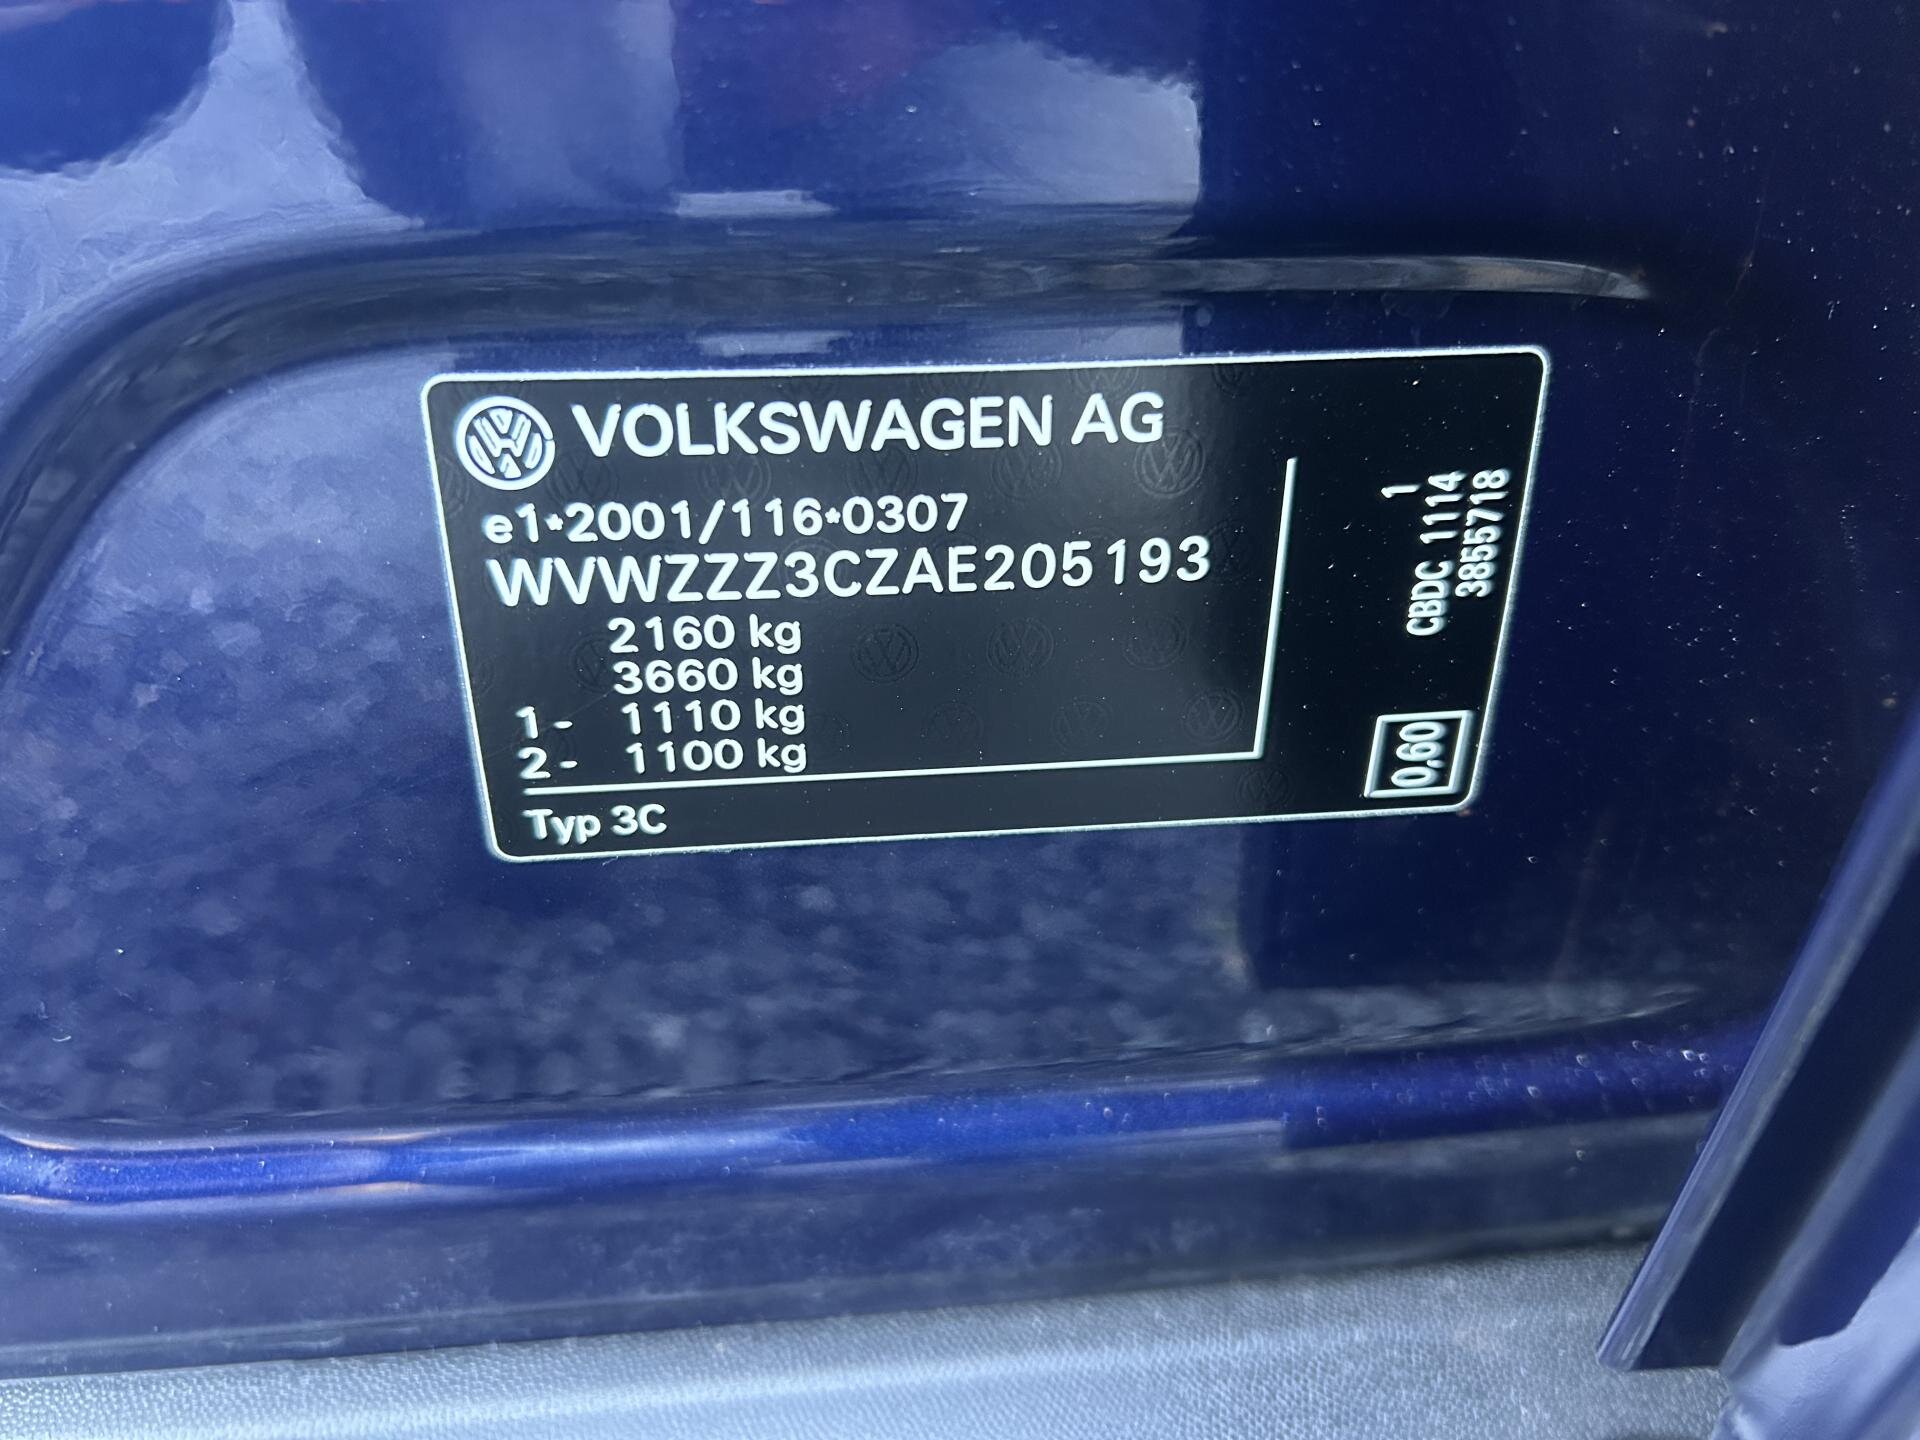 VOLKSWAGEN AG
e1*2001/116*0307
WVWZZZ3CZAE205193
2160 kg
3660 kg
1- 1110 kg
2- 1100 kg
Typ 3C
1
CBDC 1114
3855718
0,60